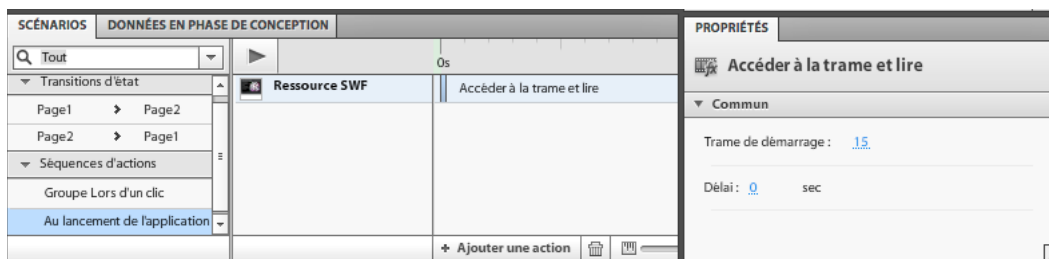 SCÉNARIOS
DONNÉES EN PHASE DE CONCEPTION
Tout
Transitions d'état
Page1 Page2
Page2 Page1
Séquences d'actions
Groupe Lors d'un clic
Au lancement de l'application
0s
Ressource SWF
Accéder à la trame et lire
+ Ajouter une action
PROPRIÉTÉS
Accéder à la trame et lire
Commun
Trame de démarrage : 15
Délai : 0 sec